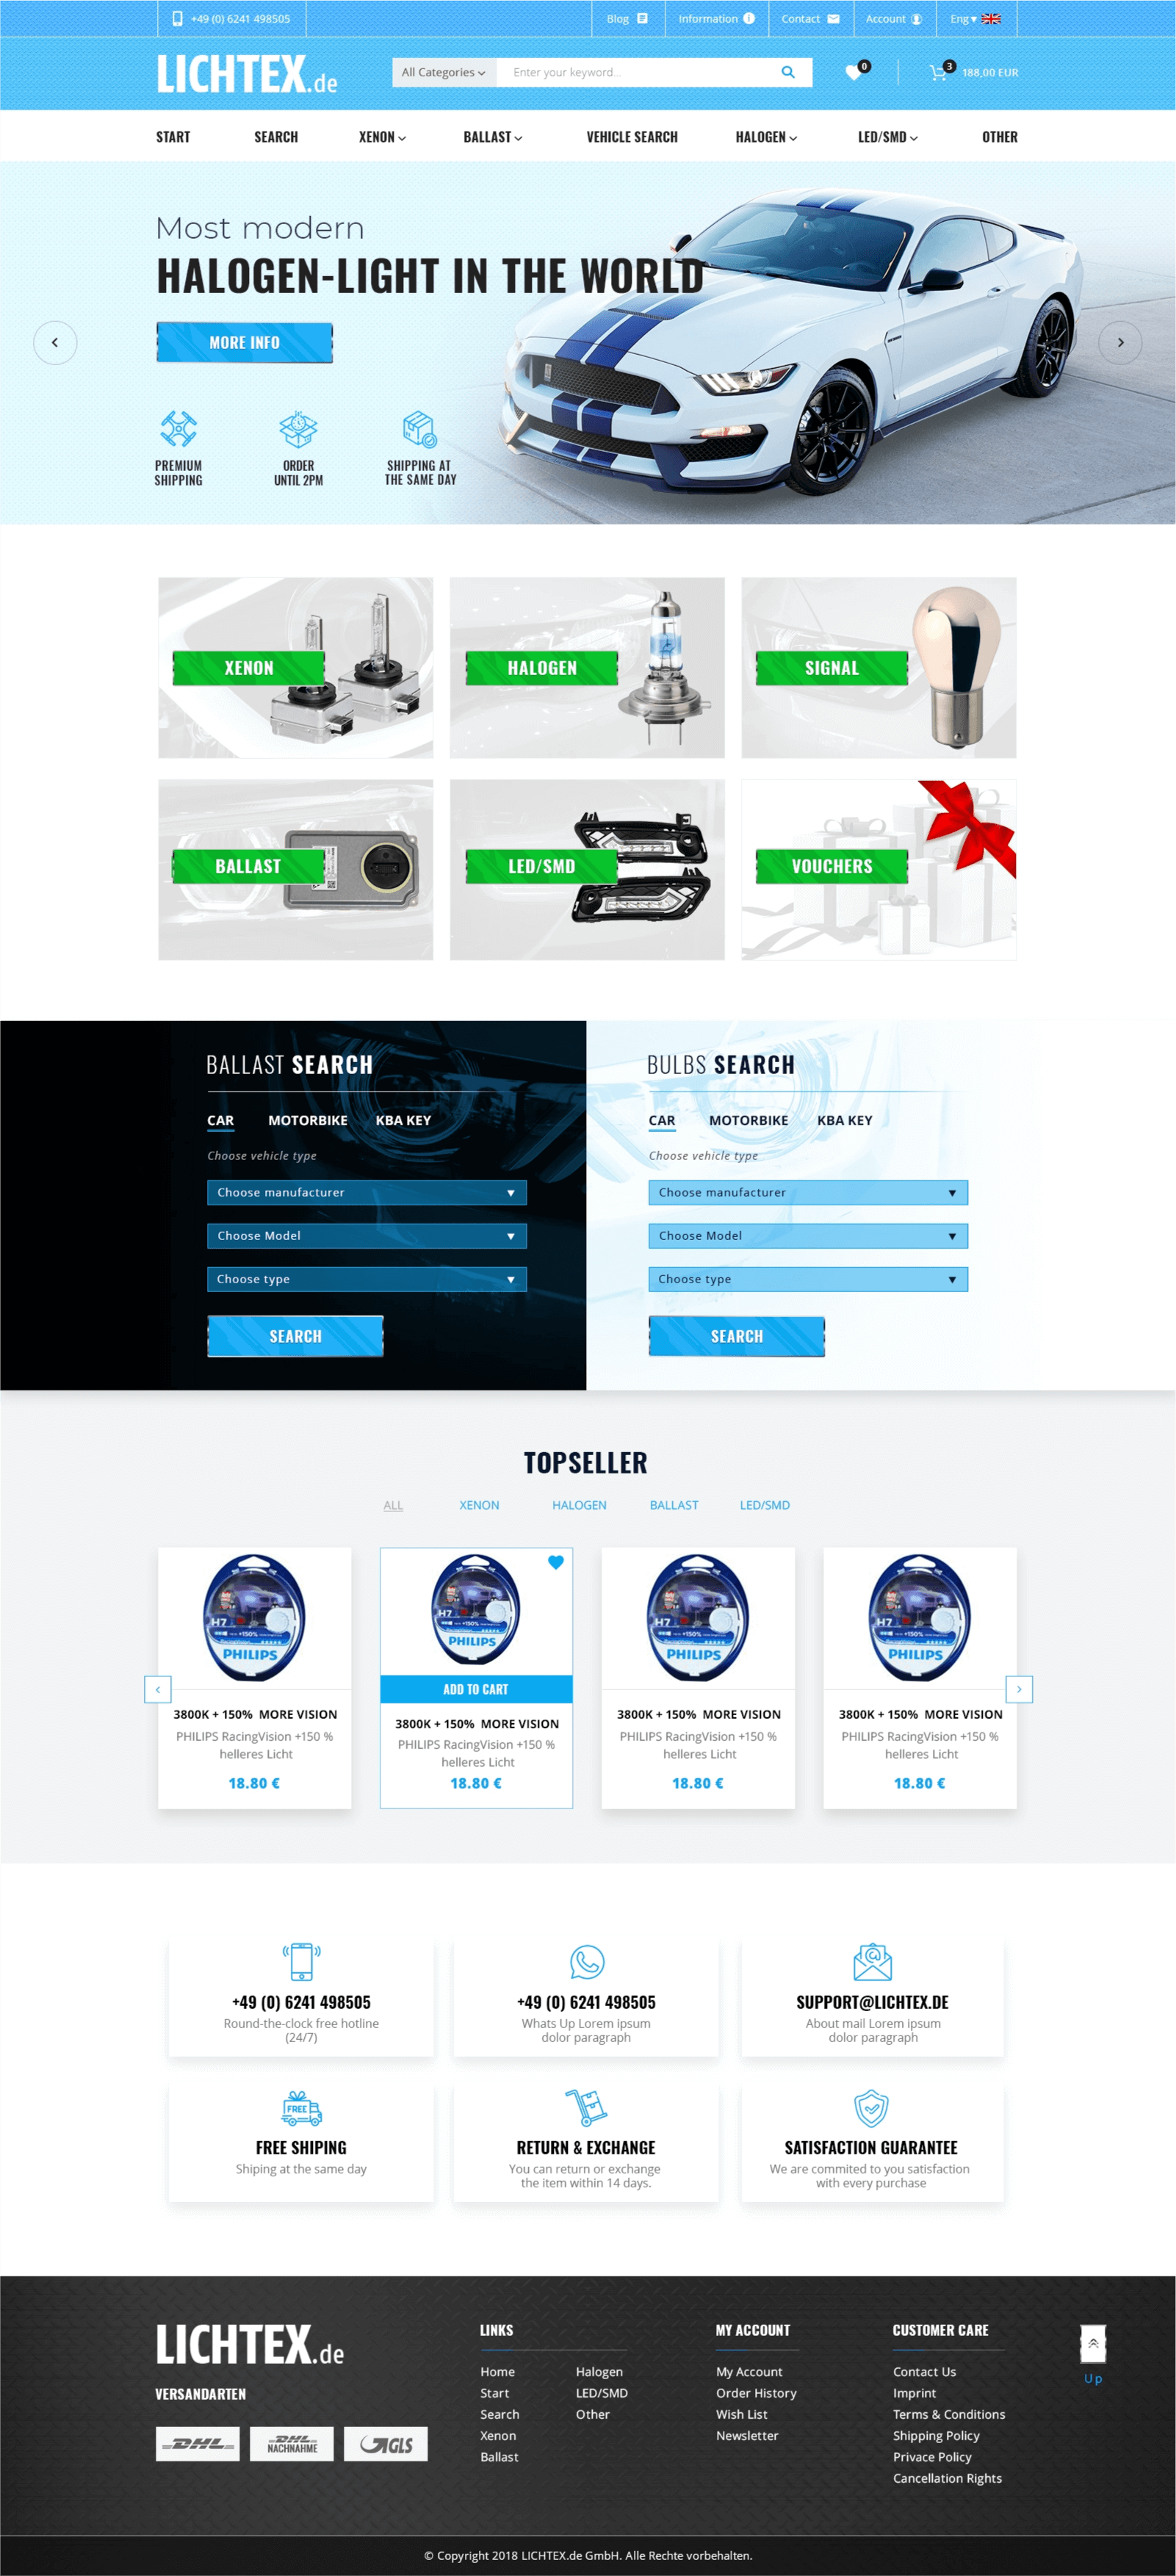 +49 (0) 6241 498505
Blog
Information
Contact
Account
Eng
LICHTEX.de
All Categories
Enter your keyword...
0
3
188,00 EUR
START
SEARCH
XENON
BALLAST
VEHICLE SEARCH
HALOGEN
LED/SMD
OTHER
Most modern
HALOGEN-LIGHT IN THE WORLD
MORE INFO
PREMIUM
SHIPPING
ORDER
UNTIL 2PM
SHIPPING AT
THE SAME DAY
XENON
HALOGEN
SIGNAL
BALLAST
LED/SMD
VOUCHERS
BALLAST SEARCH
CAR
MOTORBIKE
KBA KEY
Choose vehicle type
Choose manufacturer
Choose Model
Choose type
SEARCH
BULBS SEARCH
CAR
MOTORBIKE
KBA KEY
Choose vehicle type
Choose manufacturer
Choose Model
Choose type
SEARCH
TOPSELLER
ALL
XENON
HALOGEN
BALLAST
LED/SMD
H7
+150%
PHILIPS
3800K + 150% MORE VISION
PHILIPS RacingVision +150 %
helleres Licht
18.80 €
H7
+150%
PHILIPS
ADD TO CART
3800K + 150% MORE VISION
PHILIPS RacingVision +150 %
helleres Licht
18.80 €
H7
+150%
PHILIPS
3800K + 150% MORE VISION
PHILIPS RacingVision +150 %
helleres Licht
18.80 €
H7
+150%
PHILIPS
3800K + 150% MORE VISION
PHILIPS RacingVision +150 %
helleres Licht
18.80 €
+49 (0) 6241 498505
Round-the-clock free hotline
(24/7)
+49 (0) 6241 498505
Whats Up Lorem ipsum
dolor paragraph
SUPPORT@LICHTEX.DE
About mail Lorem ipsum
dolor paragraph
FREE
FREE SHIPING
Shiping at the same day
RETURN & EXCHANGE
You can return or exchange
the item within 14 days.
SATISFACTION GUARANTEE
We are commited to you satisfaction
with every purchase
LICHTEX.de
VERSANDARTEN
DHL
DHL
NACHNAHME
GLS
LINKS
Home
Start
Search
Xenon
Ballast
Halogen
LED/SMD
Other
MY ACCOUNT
My Account
Order History
Wish List
Newsletter
CUSTOMER CARE
Contact Us
Imprint
Terms & Conditions
Shipping Policy
Privace Policy
Cancellation Rights
Up
© Copyright 2018 LICHTEX.de GmbH. Alle Rechte vorbehalten.